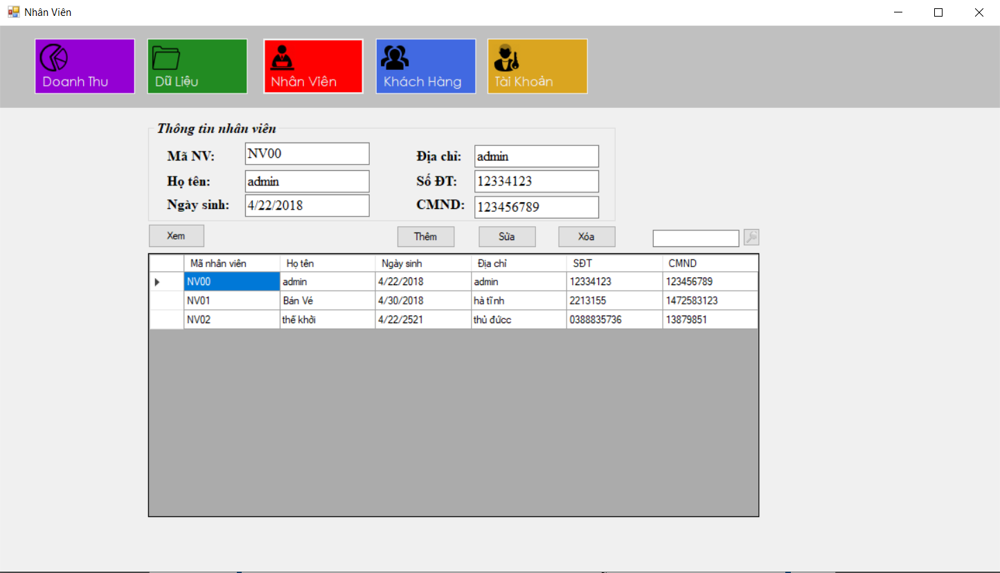 Nhân Viên
Doanh Thu Dữ Liệu Nhân Viên Khách Hàng Tài Khoản
Thông tin nhân viên
Mã NV: NV00 Địa chỉ: admin
Họ tên: admin Số ĐT: 12334123
Ngày sinh: 4/22/2018 CMND: 123456789
Xem Thêm Sửa Xóa
Mã nhân viên Họ tên Ngày sinh Địa chỉ SĐT CMND
NV00 admin 4/22/2018 admin 12334123 123456789
NV01 Bán Vé 4/30/2018 hà tĩnh 2213155 1472583123
NV02 thế khởi 4/22/2521 thủ đứcc 0388835736 13879851